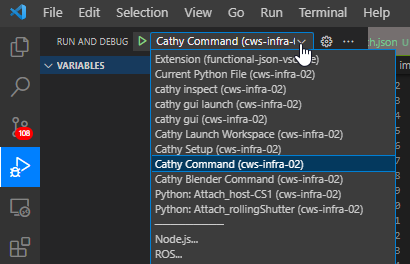 File Edit Selection View Go Run Terminal Help
RUN AND DEBUG Cathy Command (cws-infra-
VARIABLES
Extension (functional-json-vsc
Current Python File (cws-infra-02)
cathy inspect (cws-infra-02)
cathy gui launch (cws-infra-02)
cathy gui (cws-infra-02)
108
Cathy Launch Workspace (cws-infra-02)
Cathy Setup (cws-infra-02)
Cathy Command (cws-infra-02)
Cathy Blender Command (cws-infra-02)
Python: Attach_host-CS1 (cws-infra-02)
Python: Attach_rollingShutter (cws-infra-02)
Node.js...
ROS...